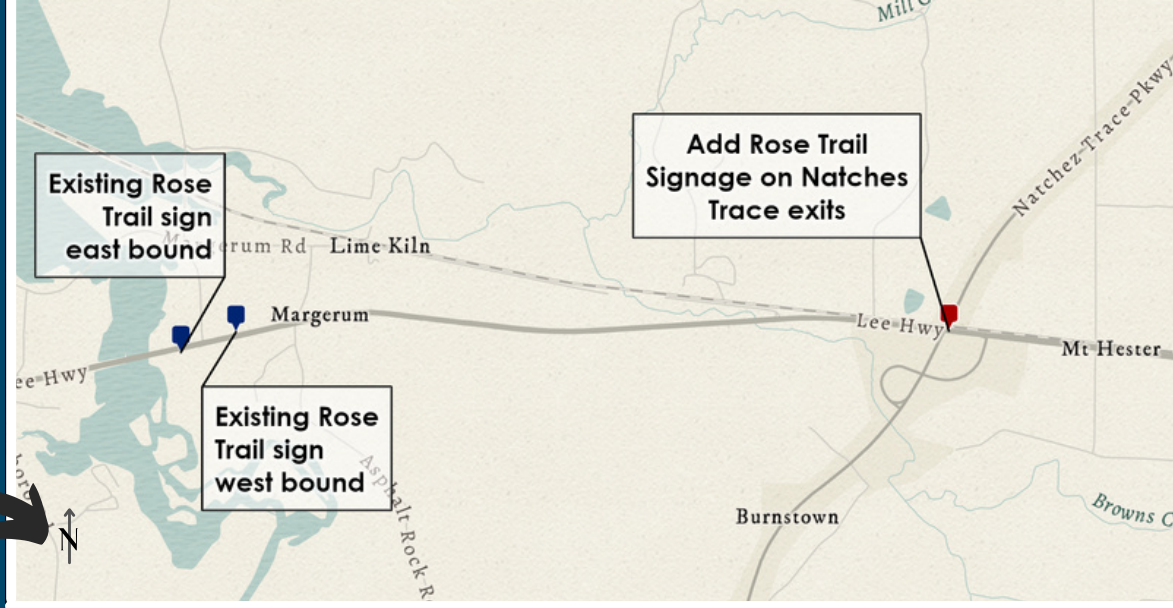 Mill C
Add Rose Trail
Signage on Natches
Trace exits
Natchez-Trace-Pkwy
Existing Rose
Trail sign
east bound
Margerum Rd
Lime Kiln
Margerum
Lee Hwy
Mt Hester
ee Hwy
Existing Rose
Trail sign
west bound
Asphalt Rock R
Burnstown
Browns C
N